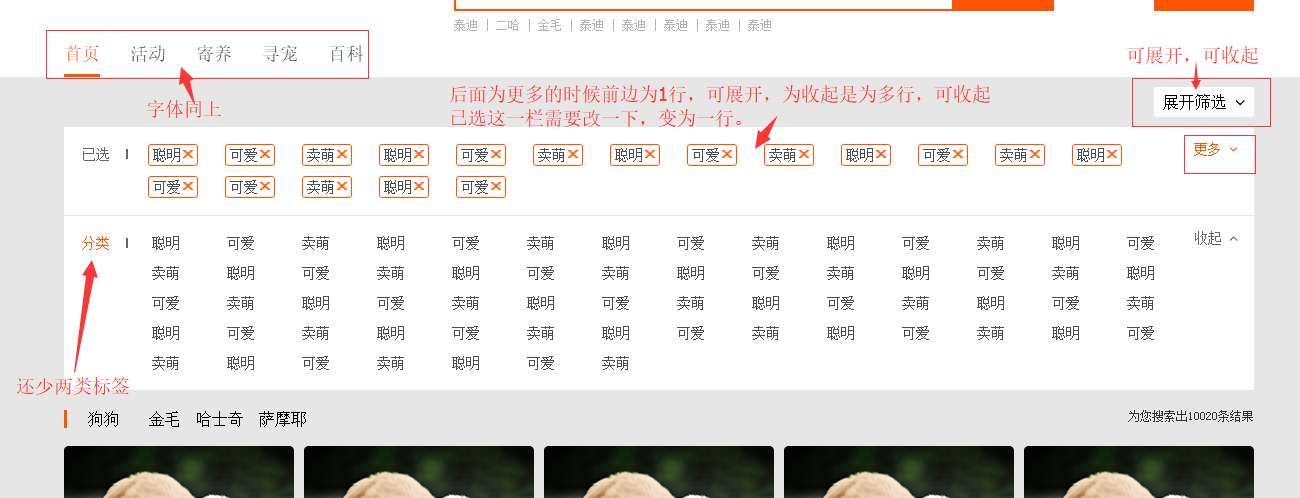 泰迪 | 二哈 | 金毛 | 泰迪 | 泰迪 | 泰迪 | 泰迪 | 泰迪
首页 活动 寄养 寻宠 百科
可展开，可收起
字体同上
后面为更多的时候前边为1行，可展开，为收起是为多行，可收起
已选这一栏需要改一下，变为一行。
展开筛选
已选 聪明× 可爱× 卖萌× 聪明× 可爱× 卖萌× 聪明× 可爱× 卖萌× 聪明× 可爱× 卖萌× 聪明× 更多
可爱× 可爱× 卖萌× 聪明× 可爱×
分类 聪明 可爱 卖萌 聪明 可爱 卖萌 聪明 可爱 卖萌 聪明 可爱 卖萌 聪明 可爱 收起
卖萌 聪明 可爱 卖萌 聪明 可爱 卖萌 聪明 可爱 卖萌 聪明 可爱 卖萌 聪明
可爱 卖萌 聪明 可爱 卖萌 聪明 可爱 卖萌 聪明 可爱 卖萌 聪明 可爱 卖萌
聪明 可爱 卖萌 聪明 可爱 卖萌 聪明 可爱 卖萌 聪明 可爱 卖萌 聪明 可爱
卖萌 聪明 可爱 卖萌 聪明 可爱 卖萌
还少两类标签
狗狗 金毛 哈士奇 萨摩耶 为您搜索出10020条结果